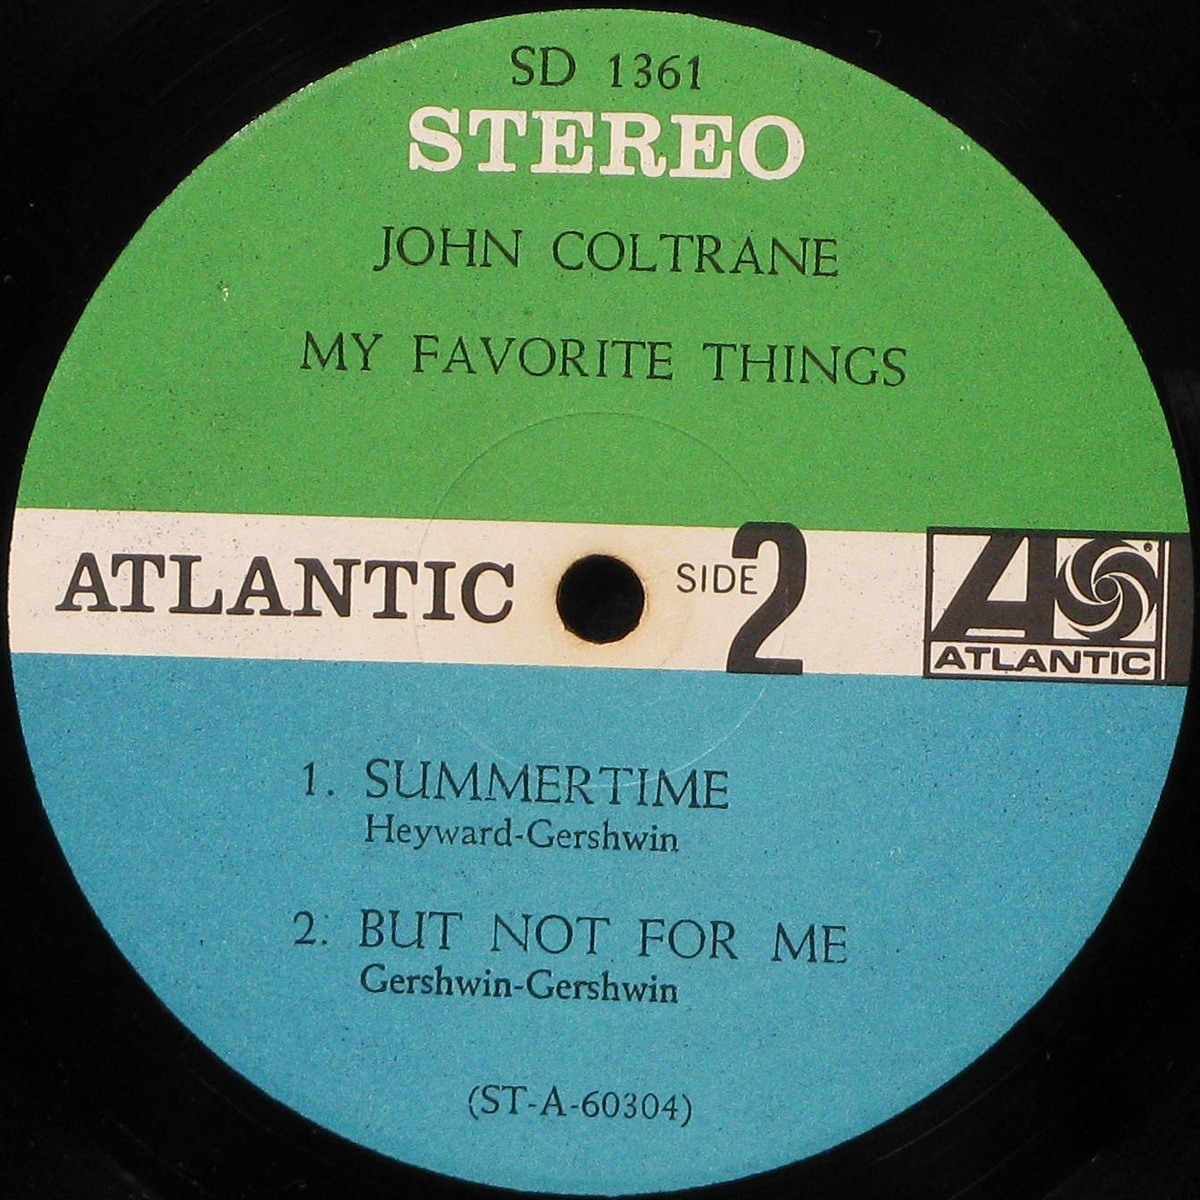 SD 1361
STEREO
JOHN COLTRANE
MY FAVORITE THINGS
ATLANTIC
SIDE 2
A
ATLANTIC
1. SUMMERTIME
Heyward-Gershwin
2. BUT NOT FOR ME
Gershwin-Gershwin
(ST-A-60304)